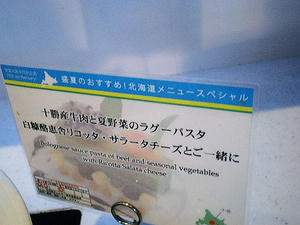 盛夏のおすすめ!北海道メニュースペシャル
十勝産牛肉と夏野菜のラグーパスタ
白糠酪恵舎リコッタ・サラータチーズとご一緒に
Bolognese sauce pasta of beef and seasonal vegetables
with Ricotta Salata cheese